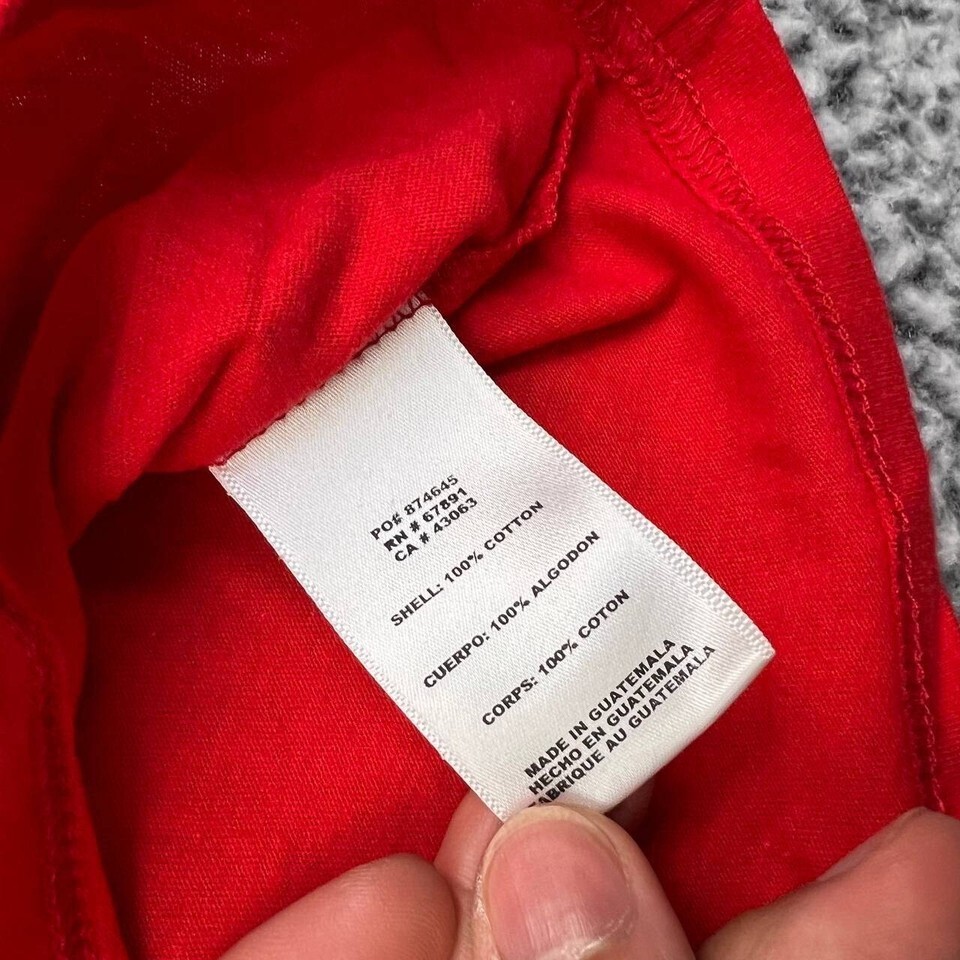 PO# 874645
RN # 67891
CA # 43063
SHELL: 100% COTTON
CUERPO: 100% ALGODON
CORPS: 100% COTON
MADE IN GUATEMALA
HECHO EN GUATEMALA
FABRIQUE AU GUATEMALA